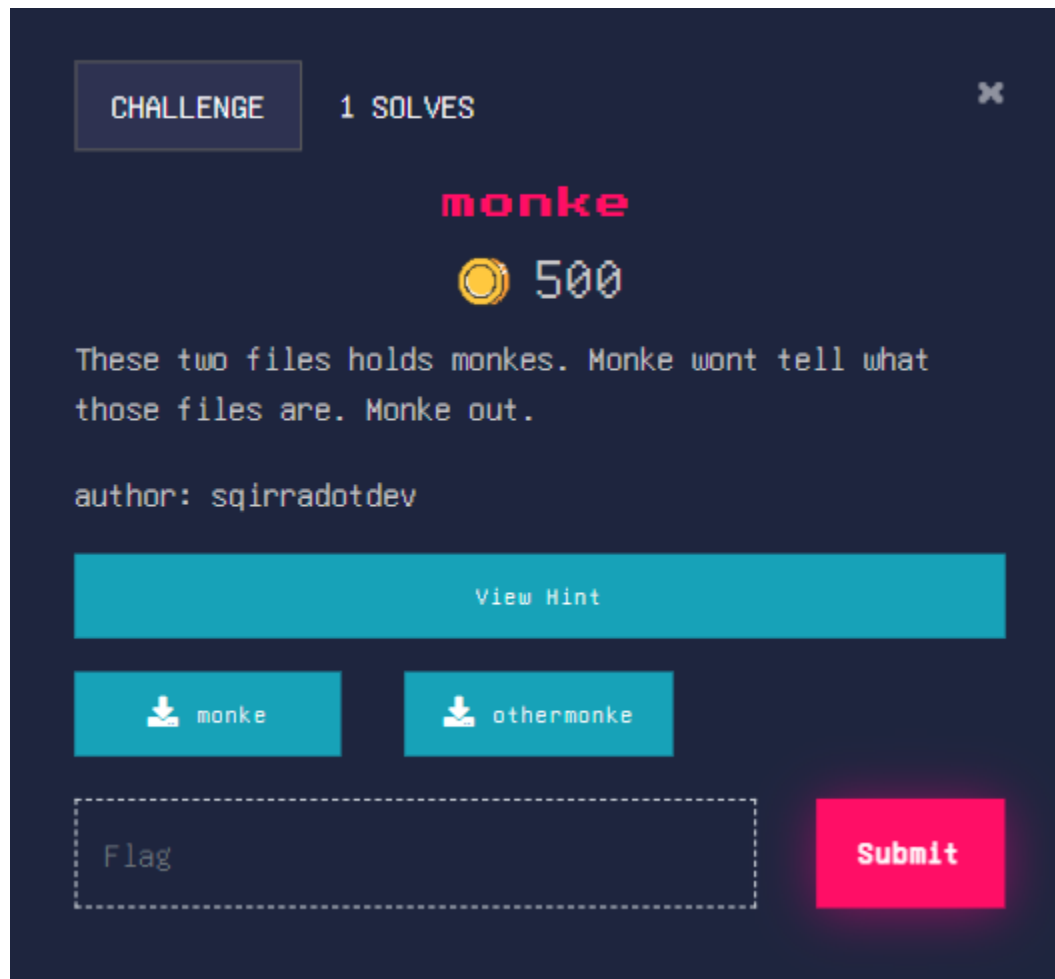 CHALLENGE 1 SOLVES ✖
monke
500
These two files holds monkes. Monke wont tell what
those files are. Monke out.
author: sqirradotdev
View Hint
monke othermonke
Flag Submit